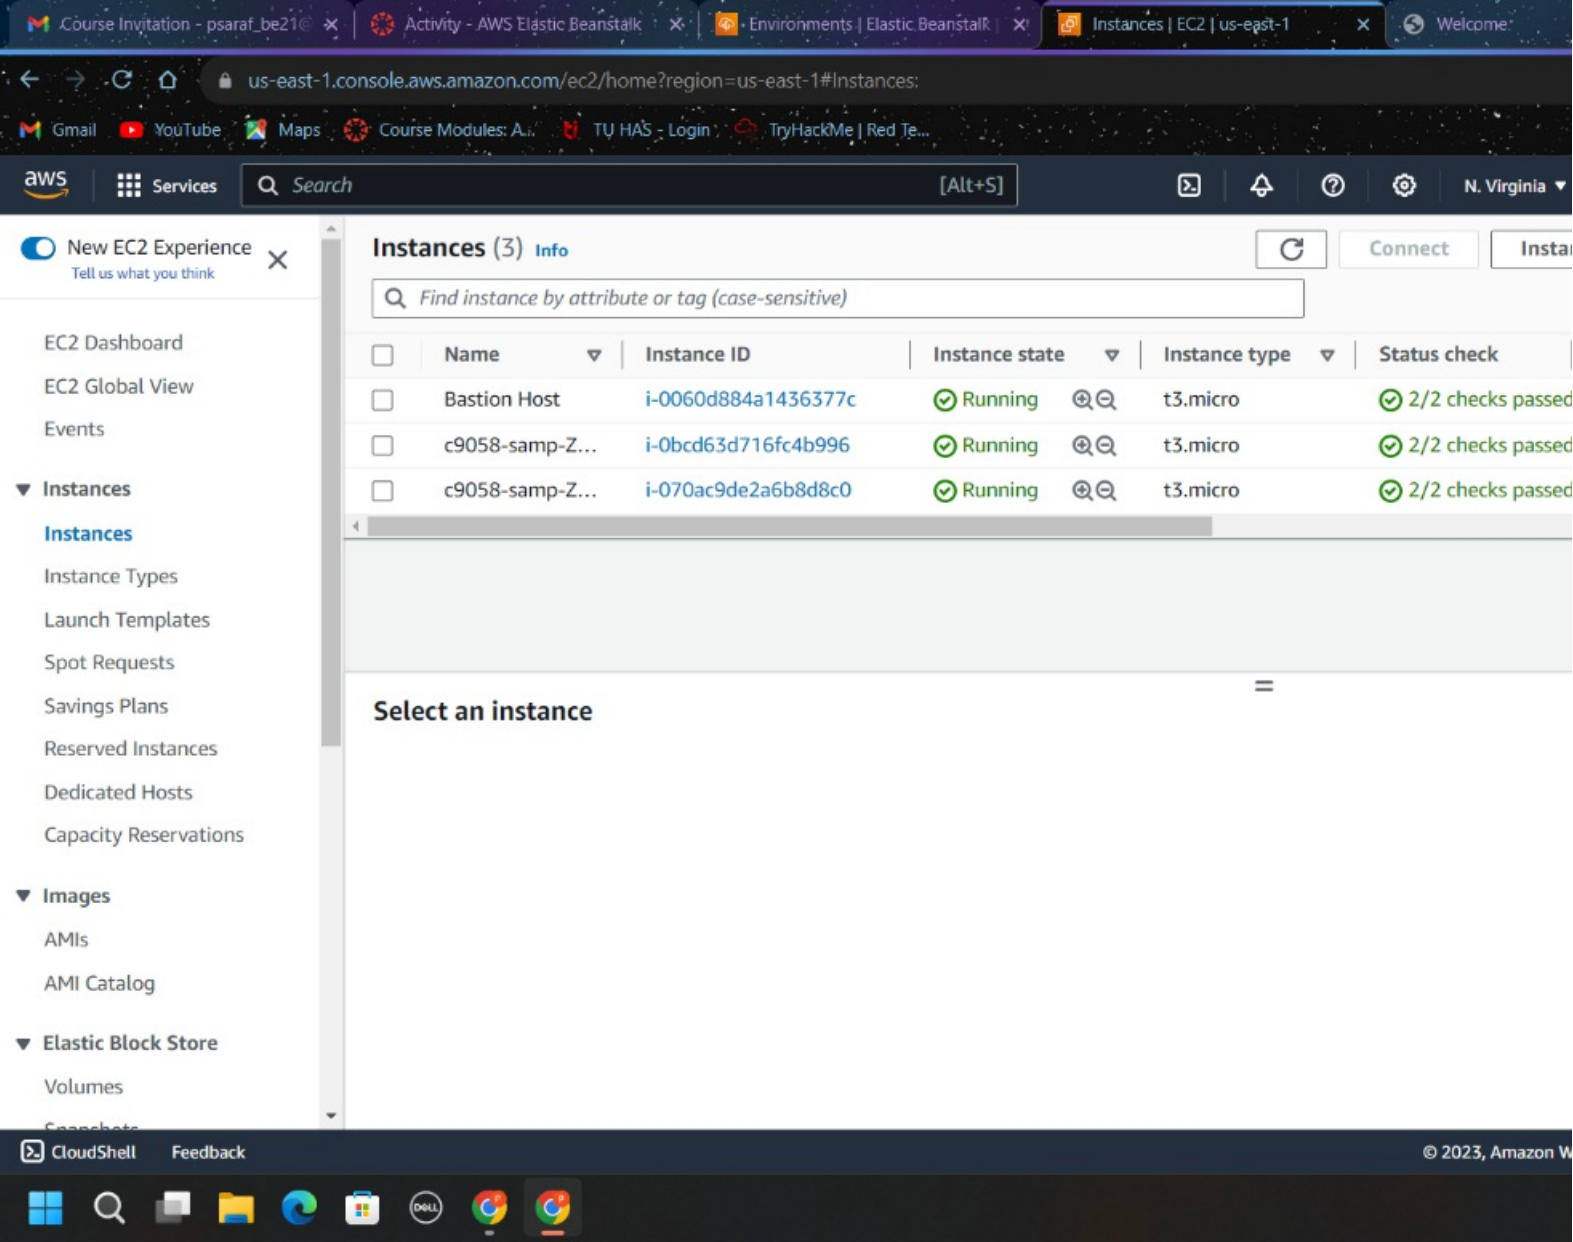 Course Invitation - psaraf_be21@
Activity - AWS Elastic Beanstalk
Environments | Elastic Beanstalk
Instances | EC2 | us-east-1
Welcome
us-east-1.console.aws.amazon.com/ec2/home?region=us-east-1#Instances:
Gmail
YouTube
Maps
Course Modules: A...
TU HAS - Login
TryHackMe | Red Te...
aws
Services
Search
[Alt+S]
N. Virginia
New EC2 Experience
Tell us what you think
EC2 Dashboard
EC2 Global View
Events
Instances
Instances
Instance Types
Launch Templates
Spot Requests
Savings Plans
Reserved Instances
Dedicated Hosts
Capacity Reservations
Images
AMIs
AMI Catalog
Elastic Block Store
Volumes
Snapshots
Instances (3) Info
Connect
Insta
Find instance by attribute or tag (case-sensitive)
Name Instance ID Instance state Instance type Status check
Bastion Host i-0060d884a1436377c Running t3.micro 2/2 checks passed
c9058-samp-Z... i-0bcd63d716fc4b996 Running t3.micro 2/2 checks passed
c9058-samp-Z... i-070ac9de2a6b8d8c0 Running t3.micro 2/2 checks passed
Select an instance
CloudShell
Feedback
© 2023, Amazon W
DELL